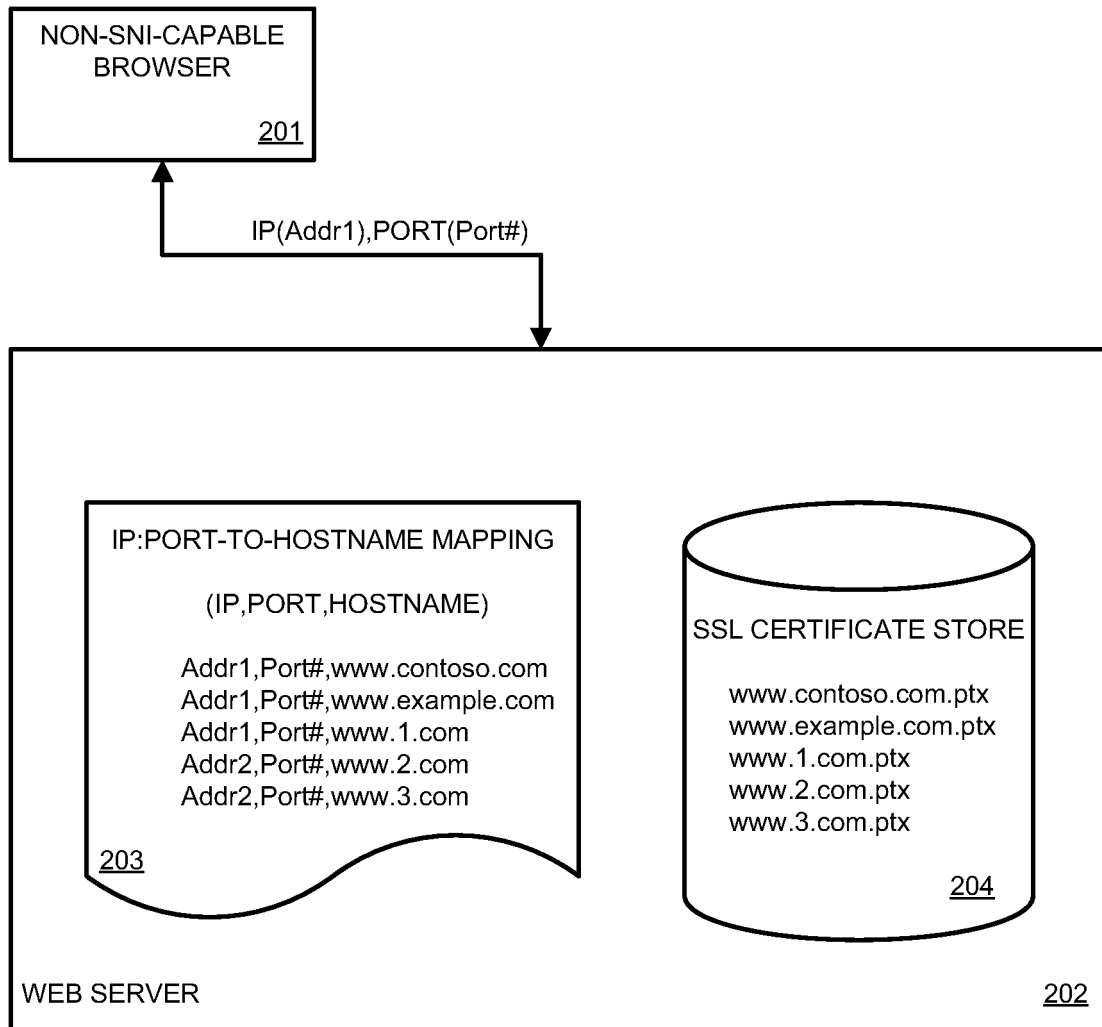 NON-SNI-CAPABLE
BROWSER
201
IP(Addr1),PORT(Port#)
IP:PORT-TO-HOSTNAME MAPPING
(IP,PORT,HOSTNAME)
Addr1,Port#,www.contoso.com
Addr1,Port#,www.example.com
Addr1,Port#,www.1.com
Addr2,Port#,www.2.com
Addr2,Port#,www.3.com
203
SSL CERTIFICATE STORE
www.contoso.com.ptx
www.example.com.ptx
www.1.com.ptx
www.2.com.ptx
www.3.com.ptx
204
WEB SERVER
202